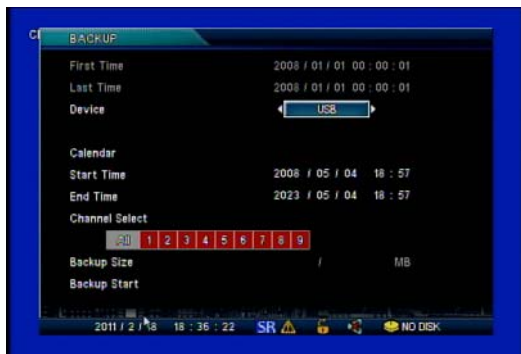 BACKUP
First Time 2008 / 01 / 01 00 : 00 : 01
Last Time 2008 / 01 / 01 00 : 00 : 01
Device USB
Calendar
Start Time 2008 / 05 / 04 18 : 57
End Time 2023 / 05 / 04 18 : 57
Channel Select
All 1 2 3 4 5 6 7 8 9
Backup Size / MB
Backup Start
2011 / 2 / 18 18 : 36 : 22 SR NO DISK